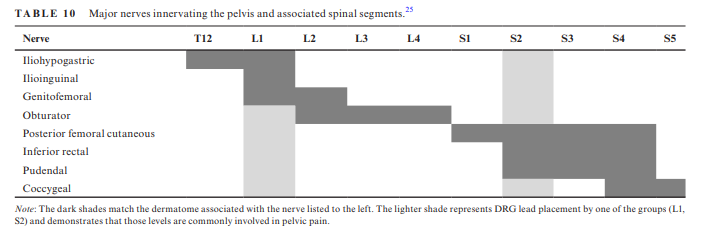 TABLE 10 Major nerves innervating the pelvis and associated spinal segments.25
Nerve T12 L1 L2 L3 L4 S1 S2 S3 S4 S5
Iliohypogastric
Ilioinguinal
Genitofemoral
Obturator
Posterior femoral cutaneous
Inferior rectal
Pudendal
Coccygeal
Note: The dark shades match the dermatome associated with the nerve listed to the left. The lighter shade represents DRG lead placement by one of the groups (L1,
S2) and demonstrates that those levels are commonly involved in pelvic pain.